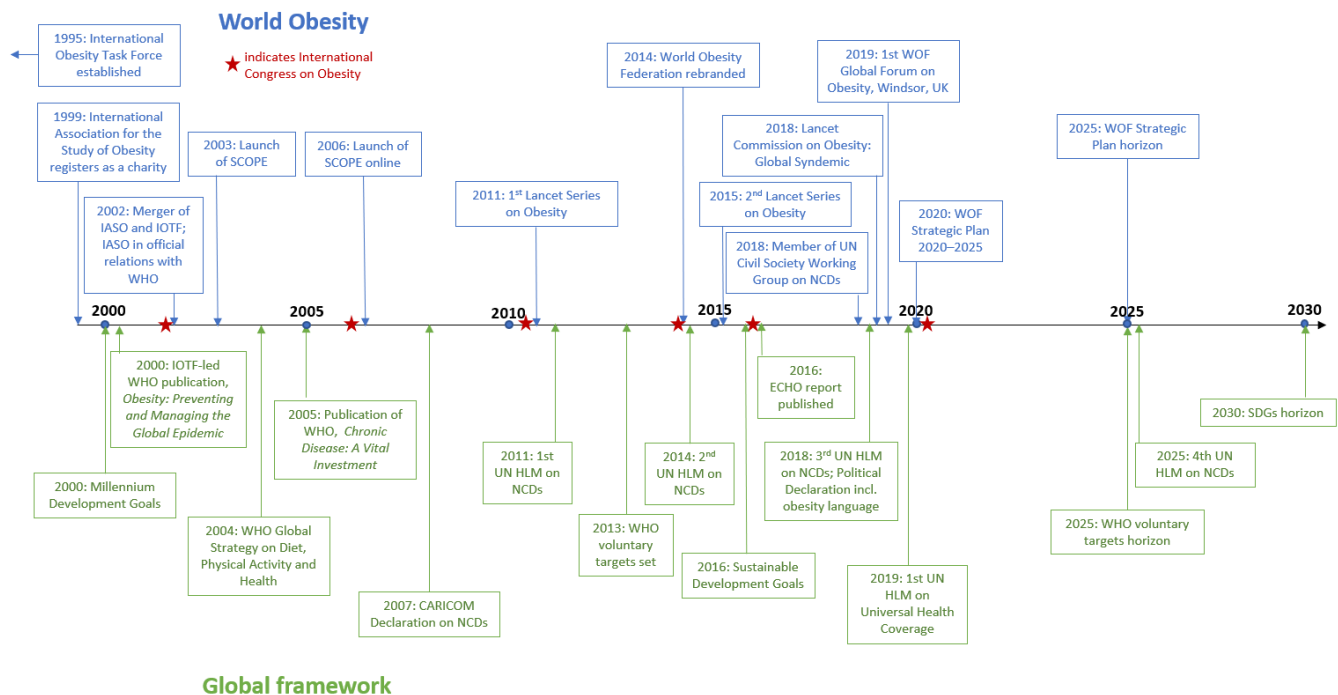 World Obesity
indicates International
Congress on Obesity
1995: International
Obesity Task Force
established
1999: International
Association for the
Study of Obesity
registers as a charity
2002: Merger of
IASO and IOTF;
IASO in official
relations with
WHO
2003: Launch
of SCOPE
2006: Launch of
SCOPE online
2011: 1st Lancet Series
on Obesity
2014: World Obesity
Federation rebranded
2015: 2nd Lancet
Series on Obesity
2018: Lancet
Commission on Obesity:
Global Syndemic
2018: Member of UN
Civil Society Working
Group on NCDs
2019: 1st WOF
Global Forum on
Obesity, Windsor, UK
2020: WOF
Strategic Plan
2020–2025
2025: WOF Strategic
Plan horizon
2000
2005
2010
2015
2020
2025
2030
2000: IOTF-led
WHO publication,
Obesity: Preventing
and Managing the
Global Epidemic
2000: Millennium
Development Goals
2004: WHO Global
Strategy on Diet,
Physical Activity and
Health
2005: Publication of
WHO, Chronic
Disease: A Vital
Investment
2007: CARICOM
Declaration on NCDs
2011: 1st
UN HLM on
NCDs
2013: WHO
voluntary
targets set
2014: 2nd
UN HLM on
NCDs
2016: Sustainable
Development Goals
2016:
ECHO report
published
2018: 3rd UN HLM
on NCDs; Political
Declaration incl.
obesity language
2019: 1st UN
HLM on
Universal Health
Coverage
2025: WHO voluntary
targets horizon
2025: 4th UN
HLM on NCDs
2030: SDGs horizon
Global framework